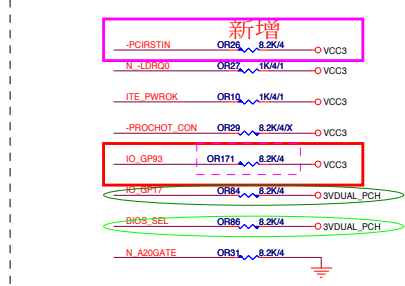 新增
-PCIRSTIN OR26 8.2K/4 VCC3
N_-LDRQ0 OR27 1K/4/1 VCC3
ITE_PWROK OR10 1K/4/1 VCC3
-PROCHOT_CON OR29 8.2K/4/X VCC3
IO_GP93 OR171 8.2K/4 VCC3
IO_GP17 OR84 8.2K/4 3VDUAL_PCH
BIOS_SEL OR86 8.2K/4 3VDUAL_PCH
N_A20GATE OR31 8.2K/4